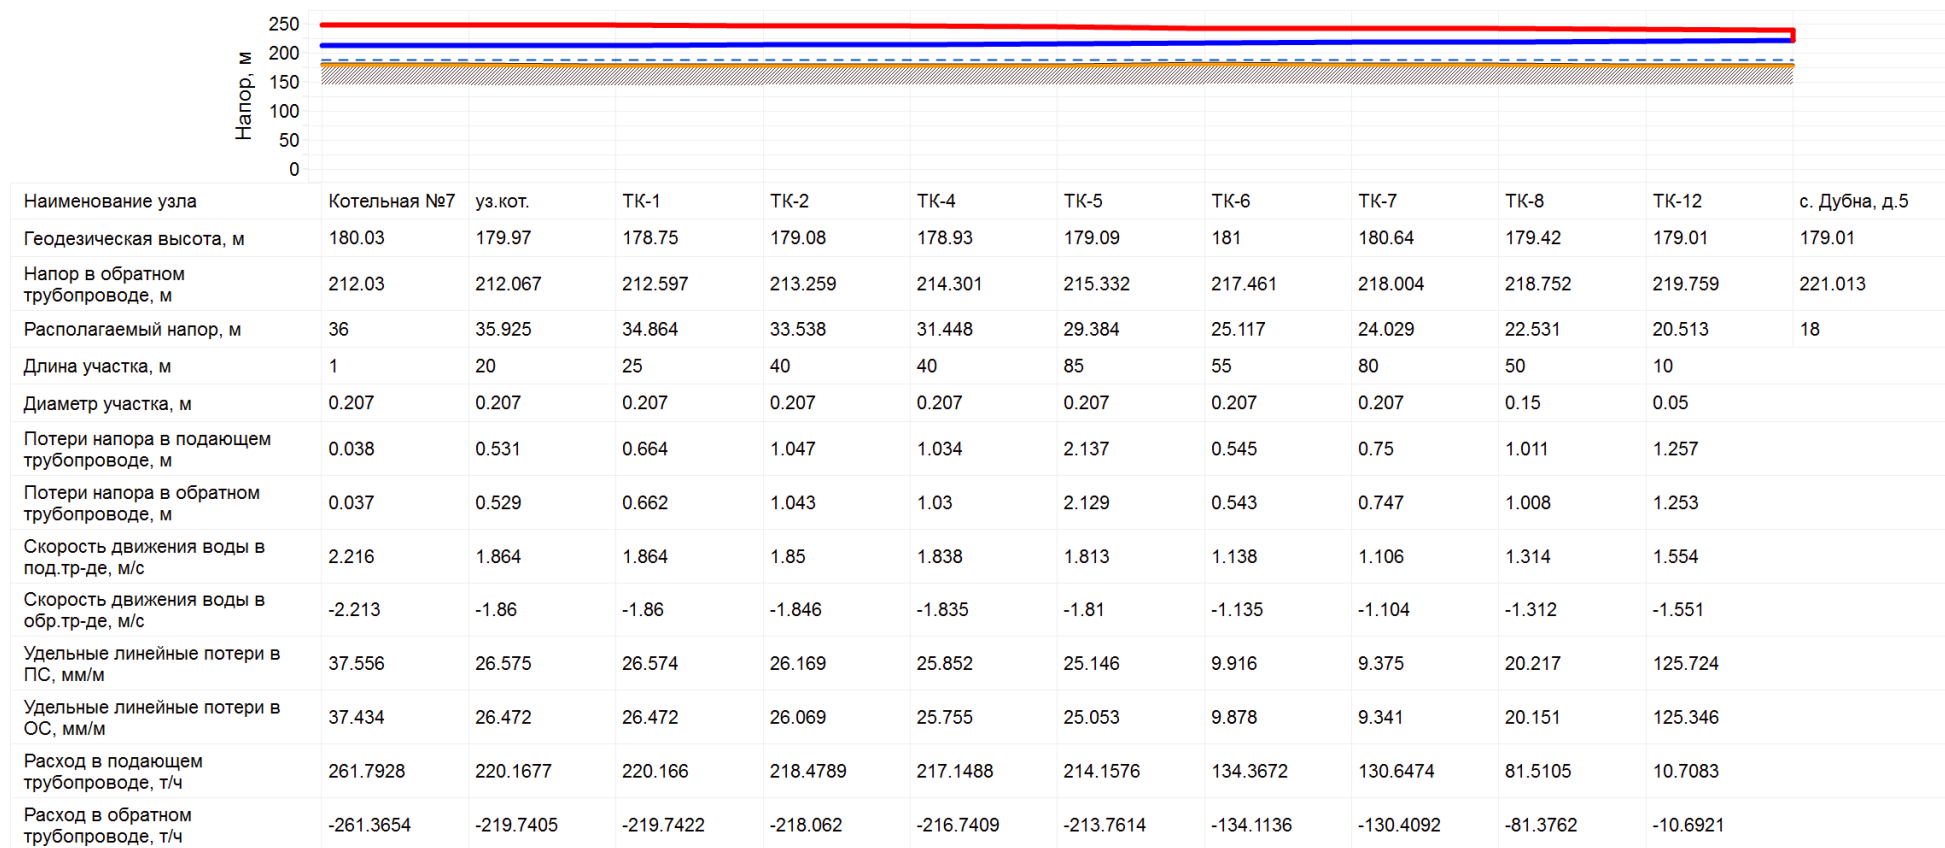 250
200
150
100
50
0
Напор, м
Наименование узла Котельная №7 уз.кот. ТК-1 ТК-2 ТК-4 ТК-5 ТК-6 ТК-7 ТК-8 ТК-12 с. Дубна, д.5
Геодезическая высота, м 180.03 179.97 178.75 179.08 178.93 179.09 181 180.64 179.42 179.01 179.01
Напор в обратном
трубопроводе, м 212.03 212.067 212.597 213.259 214.301 215.332 217.461 218.004 218.752 219.759 221.013
Располагаемый напор, м 36 35.925 34.864 33.538 31.448 29.384 25.117 24.029 22.531 20.513 18
Длина участка, м 1 20 25 40 40 85 55 80 50 10
Диаметр участка, м 0.207 0.207 0.207 0.207 0.207 0.207 0.207 0.207 0.15 0.05
Потери напора в подающем
трубопроводе, м 0.038 0.531 0.664 1.047 1.034 2.137 0.545 0.75 1.011 1.257
Потери напора в обратном
трубопроводе, м 0.037 0.529 0.662 1.043 1.03 2.129 0.543 0.747 1.008 1.253
Скорость движения воды в
под.тр-де, м/с 2.216 1.864 1.864 1.85 1.838 1.813 1.138 1.106 1.314 1.554
Скорость движения воды в
обр.тр-де, м/с -2.213 -1.86 -1.86 -1.846 -1.835 -1.81 -1.135 -1.104 -1.312 -1.551
Удельные линейные потери в
ПС, мм/м 37.556 26.575 26.574 26.169 25.852 25.146 9.916 9.375 20.217 125.724
Удельные линейные потери в
ОС, мм/м 37.434 26.472 26.472 26.069 25.755 25.053 9.878 9.341 20.151 125.346
Расход в подающем
трубопроводе, т/ч 261.7928 220.1677 220.166 218.4789 217.1488 214.1576 134.3672 130.6474 81.5105 10.7083
Расход в обратном
трубопроводе, т/ч -261.3654 -219.7405 -219.7422 -218.062 -216.7409 -213.7614 -134.1136 -130.4092 -81.3762 -10.6921